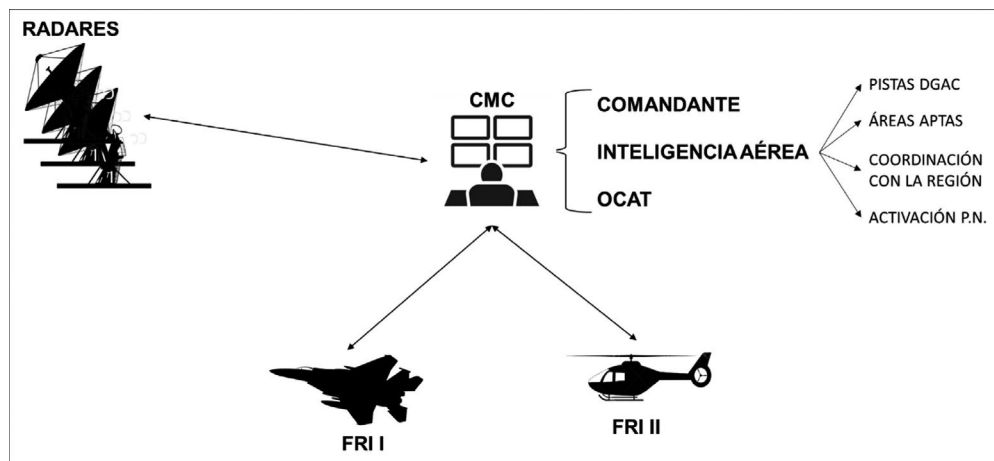 RADARES
CMC
COMANDANTE
INTELIGENCIA AÉREA
OCAT
PISTAS DGAC
ÁREAS APTAS
COORDINACIÓN
CON LA REGIÓN
ACTIVACIÓN P.N.
FRI I
FRI II